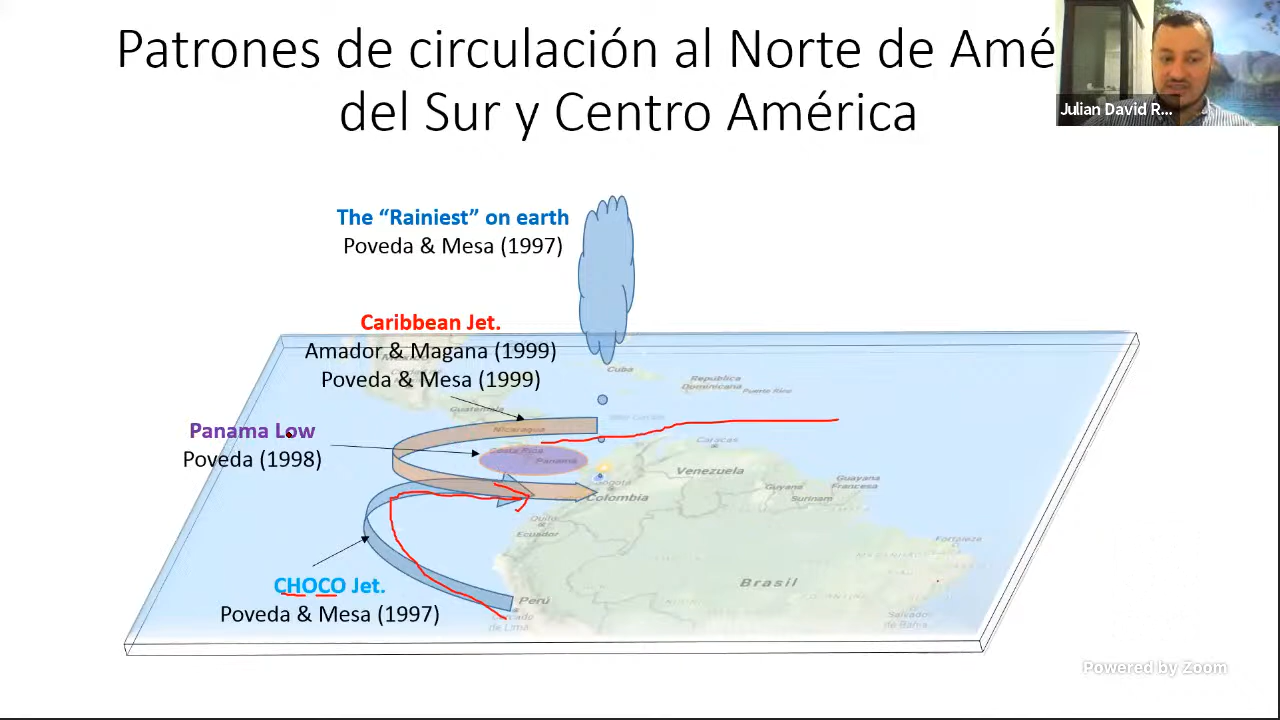 Patrones de circulación al Norte de Amé
del Sur y Centro América
Julian David R...
The “Rainiest” on earth
Poveda & Mesa (1997)
Caribbean Jet.
Amador & Magana (1999)
Poveda & Mesa (1999)
Panama Low
Poveda (1998)
CHOCO Jet.
Poveda & Mesa (1997)
Cuba
República
Dominicana
Puerto Rico
Guatemala
Nicaragua
Costa Rica
Panamá
Caracas
Venezuela
Guyana
Guayana
Francesa
Surinam
Bogotá
Colombia
Quito
Ecuador
Fortaleza
Brasil
Perú
de Lima
Salvador
de Bahía
Powered by Zoom